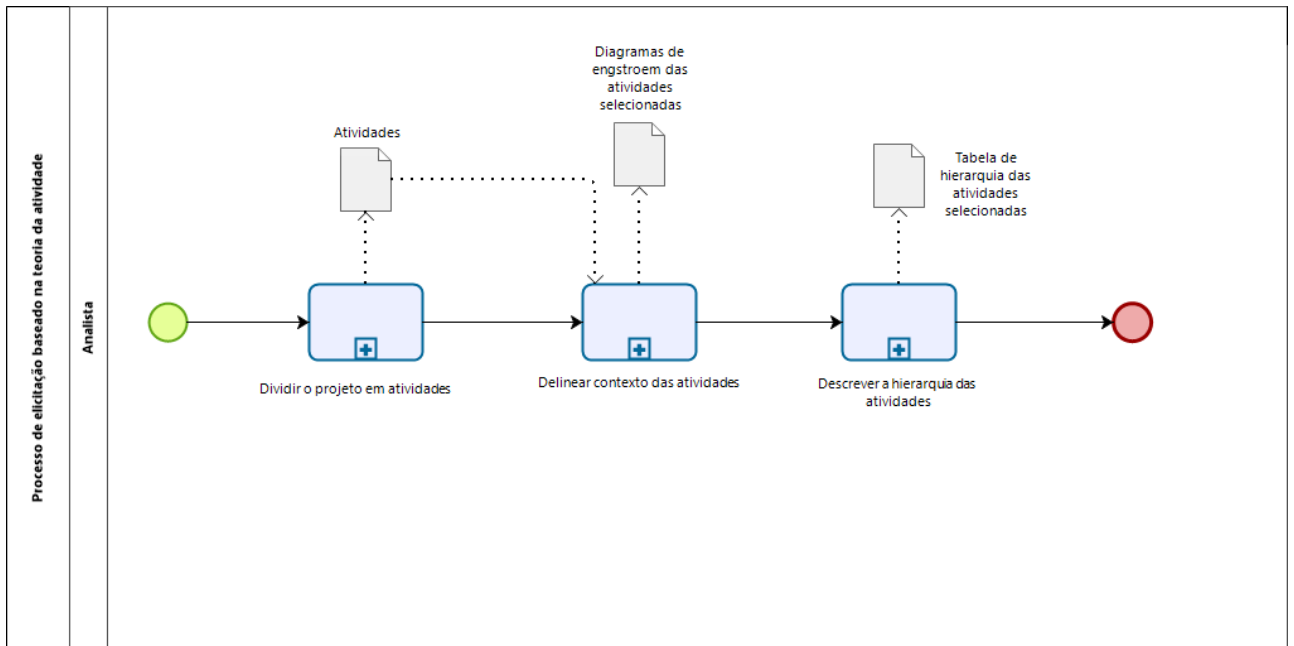 Processo de elicitação baseado na teoria da atividade
Analista
Atividades
Diagramas de
engstroem das
atividades
selecionadas
Tabela de
hierarquia das
atividades
selecionadas
Dividir o projeto em atividades
Delinear contexto das atividades
Descrever a hierarquia das
atividades